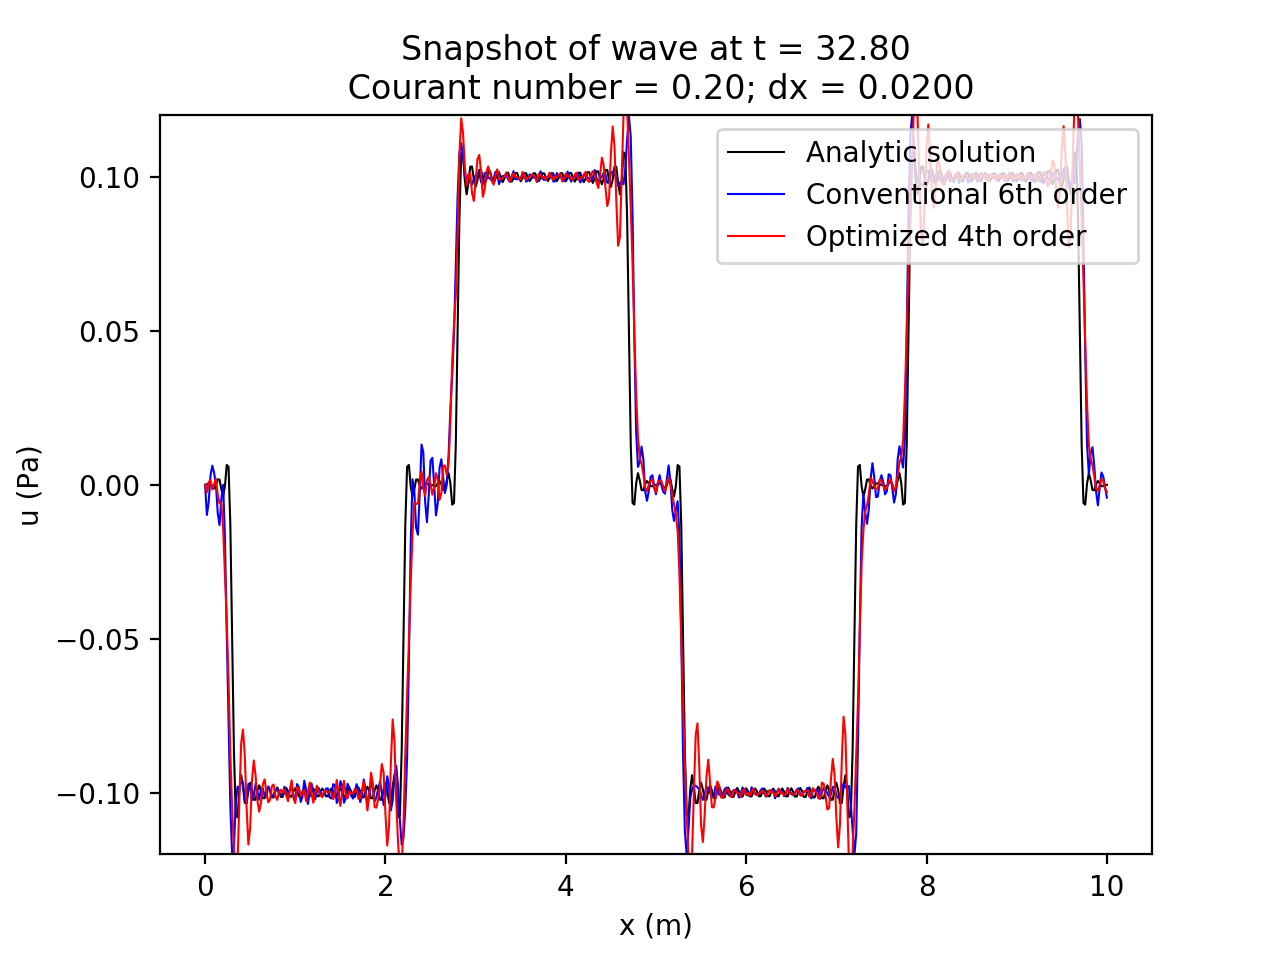 Snapshot of wave at t = 32.80
Courant number = 0.20; dx = 0.0200
Analytic solution
Conventional 6th order
Optimized 4th order
0.10
0.05
0.00
−0.05
−0.10
u (Pa)
0 2 4 6 8 10
x (m)